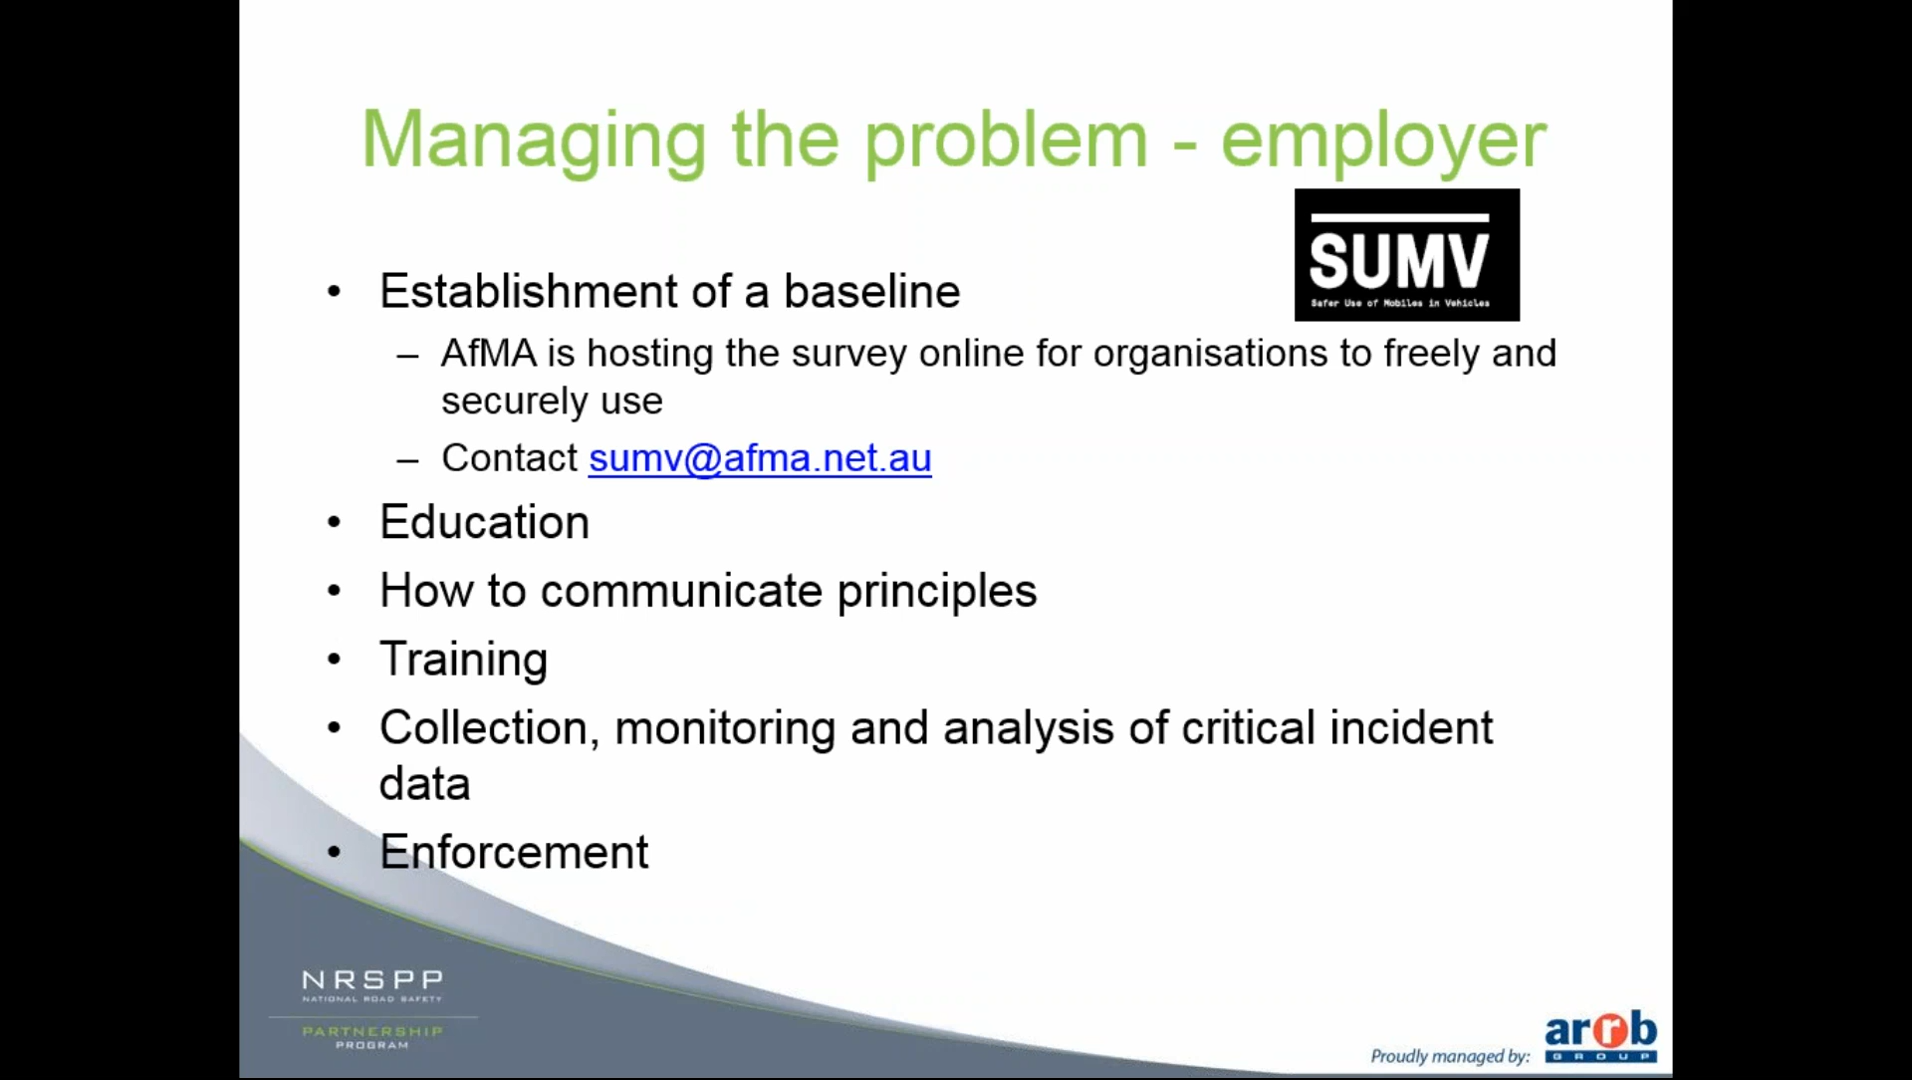 Managing the problem - employer
SUMV
Safer Use of Mobiles in Vehicles
• Establishment of a baseline
– AfMA is hosting the survey online for organisations to freely and
securely use
– Contact sumv@afma.net.au
• Education
• How to communicate principles
• Training
• Collection, monitoring and analysis of critical incident
data
• Enforcement
NRSPP
NATIONAL ROAD SAFETY
PARTNERSHIP
PROGRAM
Proudly managed by:
arrb
GROUP